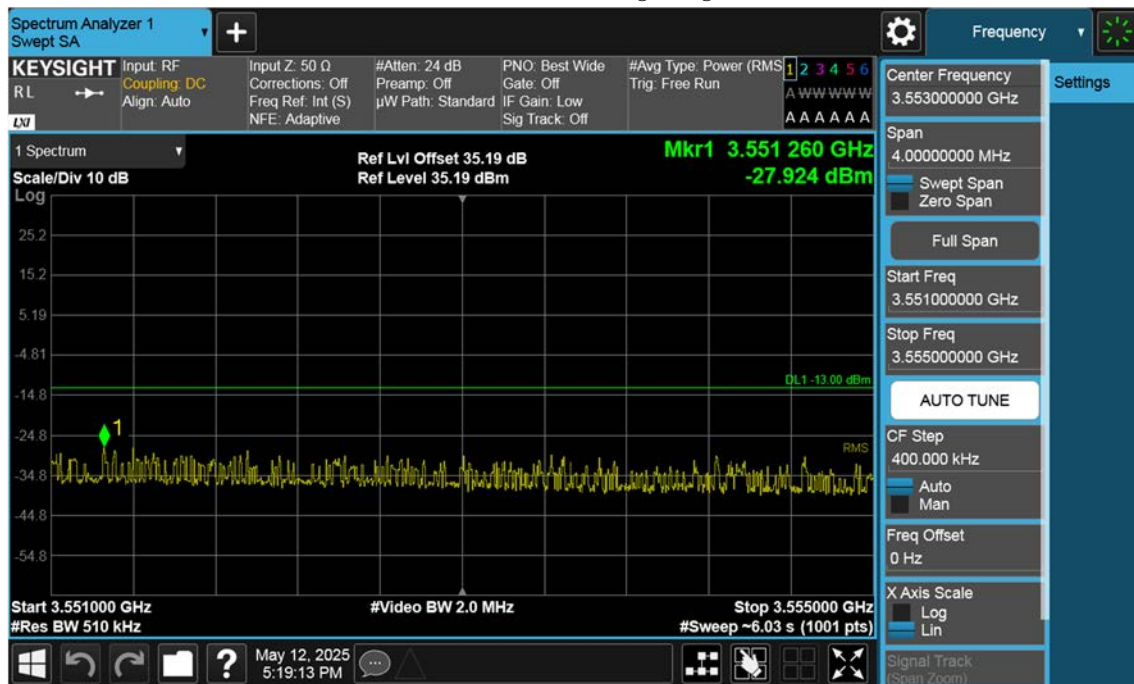 Spectrum Analyzer 1
Swept SA
+
Frequency
KEYSIGHT
RL
LXI
Input: RF
Coupling: DC
Align: Auto
Input Z: 50 Ω
Corrections: Off
Freq Ref: Int (S)
NFE: Adaptive
#Atten: 24 dB
Preamp: Off
µW Path: Standard
PNO: Best Wide
Gate: Off
IF Gain: Low
Sig Track: Off
#Avg Type: Power (RMS
Trig: Free Run
1 2 3 4 5 6
A W W W W W
A A A A A A
1 Spectrum
Scale/Div 10 dB
Ref Lvl Offset 35.19 dB
Ref Level 35.19 dBm
Mkr1 3.551 260 GHz
-27.924 dBm
Log
25.2
15.2
5.19
-4.81
-14.8
-24.8
-34.8
-44.8
-54.8
DL1 -13.00 dBm
1
RMS
Start 3.551000 GHz
#Res BW 510 kHz
#Video BW 2.0 MHz
Stop 3.555000 GHz
#Sweep ~6.03 s (1001 pts)
?
May 12, 2025
5:19:13 PM
Center Frequency
3.553000000 GHz
Span
4.00000000 MHz
Swept Span
Zero Span
Full Span
Start Freq
3.551000000 GHz
Stop Freq
3.555000000 GHz
AUTO TUNE
CF Step
400.000 kHz
Auto
Man
Freq Offset
0 Hz
X Axis Scale
Log
Lin
Signal Track
(Span Zoom)
Settings